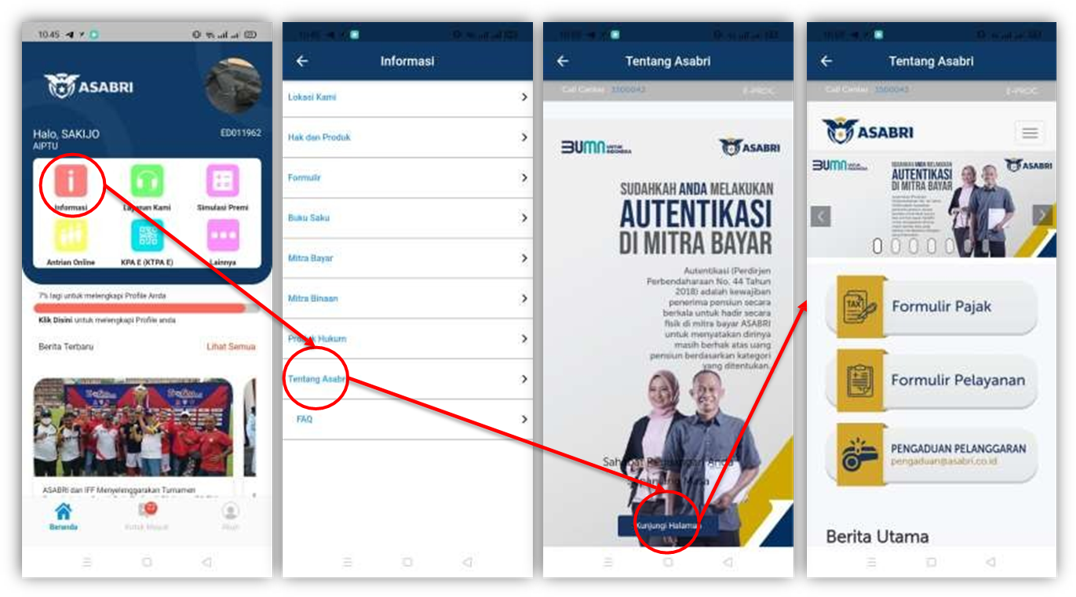 10.45
ASABRI
Halo, SAKIJO
ED011962
AIPTU
Informasi
Layanan Kami
Simulasi Premi
Antrian Online
KPA E (KTPA E)
Lainnya
7% lagi untuk melengkapi Profile Anda
Klik Disini untuk melengkapi Profile anda
Berita Terbaru
Lihat Semua
ASABRI dan IFF Menyelenggarakan Turnamen
Beranda
Kotak Masuk
Akun
10.45
Informasi
Lokasi Kami
Hak dan Produk
Formulir
Buku Saku
Mitra Bayar
Mitra Binaan
Hukum
Tentang Asabri
FAQ
Tentang Asabri
Call Center
E-PROC
BUMN UNTUK INDONESIA
ASABRI
SUDAHKAH ANDA MELAKUKAN
AUTENTIKASI
DI MITRA BAYAR
Autentikasi (Perdirjen
Perbendaharaan No. 44 Tahun
2018) adalah kewajiban
penerima pensiun secara
berkala untuk hadir secara
fisik di mitra bayar ASABRI
untuk menyatakan dirinya
masih berhak atas uang
pensiun berdasarkan kategori
yang ditentukan.
Anda
Kunjungi Halaman
Tentang Asabri
Call Center
E-PROC
ASABRI
BUMN
ASABRI
AUTENTIKASI
DI MITRA BAYAR
TAX
Formulir Pajak
Formulir Pelayanan
PENGADUAN PELANGGARAN
pengaduan@asabri.co.id
Berita Utama